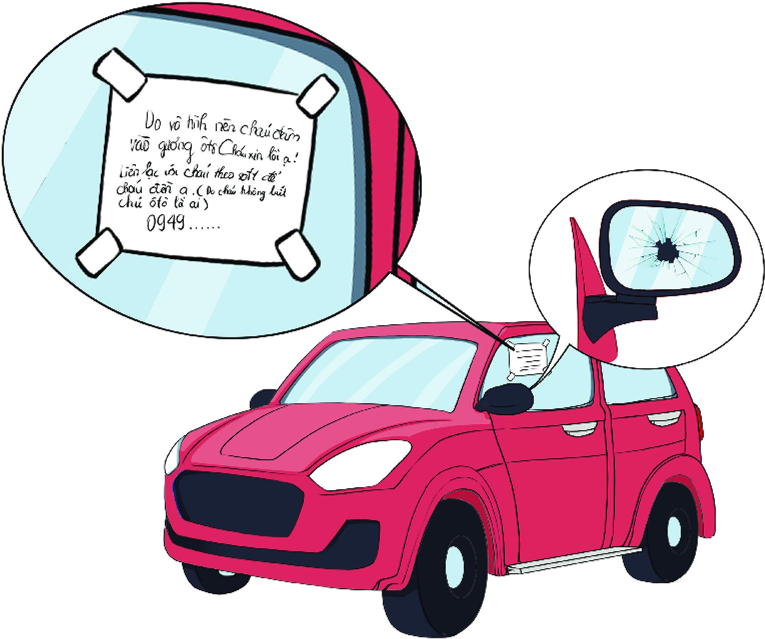 Do vô tình nên cháu đâm
vào gương ôtô Cháu xin lỗi ạ!
Liên lạc với cháu theo sđt để
cháu đền ạ. (Do cháu không biết
chủ ôtô là ai)
0949......